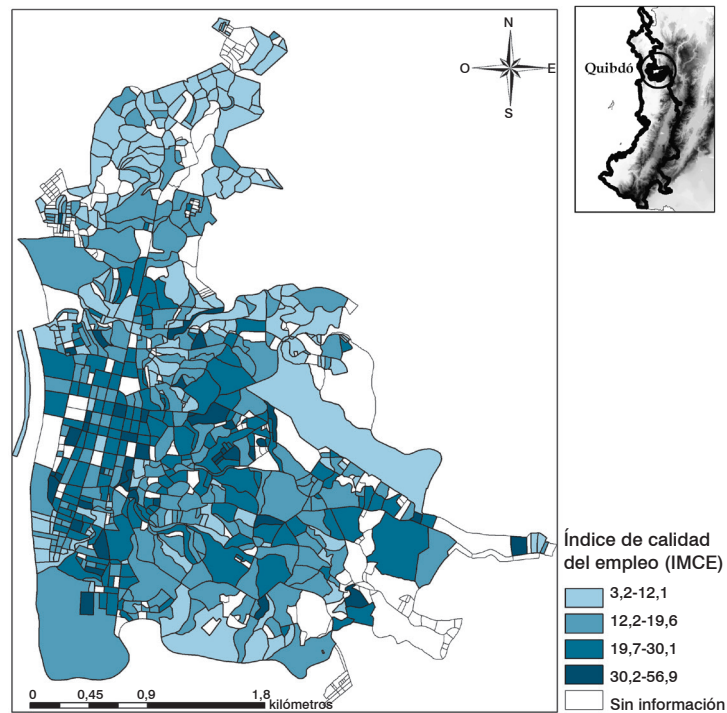 N
O
E
S
Quibdó
Índice de calidad
del empleo (IMCE)
3,2-12,1
12,2-19,6
19,7-30,1
30,2-56,9
Sin información
0 0,45 0,9 1,8
kilómetros